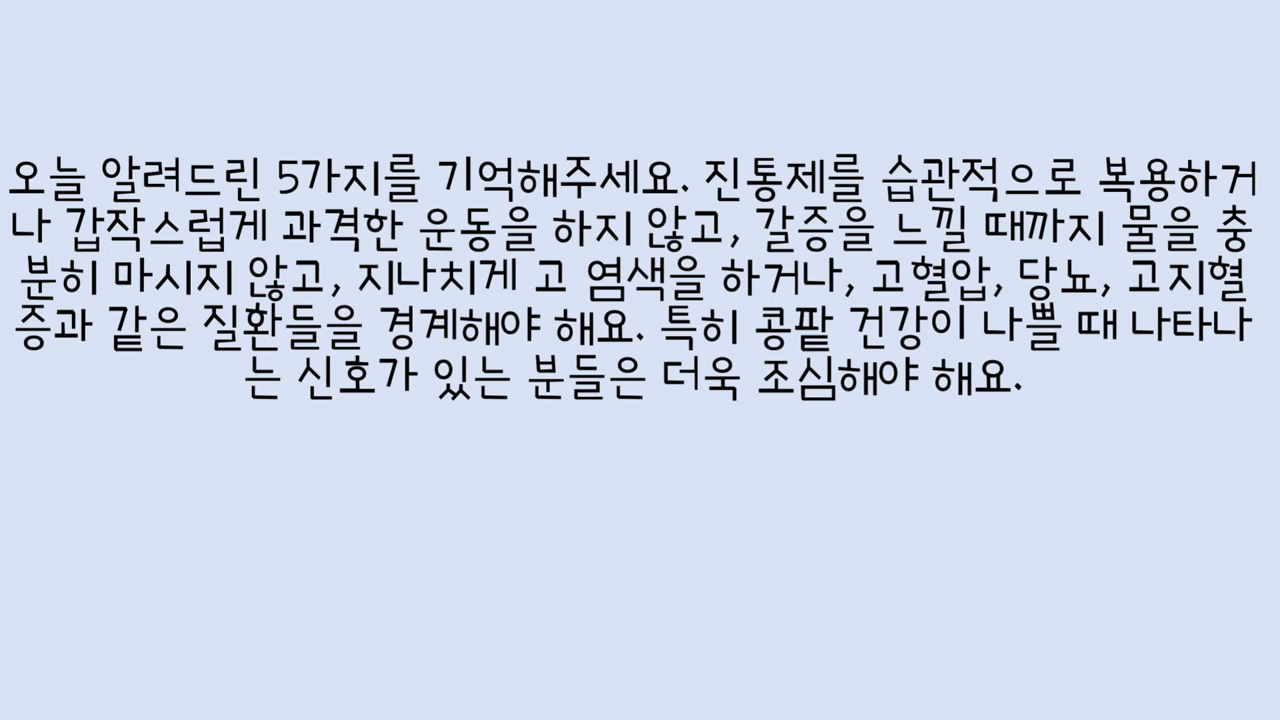 오늘 알려드린 5가지를 기억해주세요. 진통제를 습관적으로 복용하거
나 갑작스럽게 과격한 운동을 하지 않고, 갈증을 느낄 때까지 물을 충
분히 마시지 않고, 지나치게 고 염색을 하거나, 고혈압, 당뇨, 고지혈
증과 같은 질환들을 경계해야 해요. 특히 콩팥 건강이 나쁠 때 나타나
는 신호가 있는 분들은 더욱 조심해야 해요.